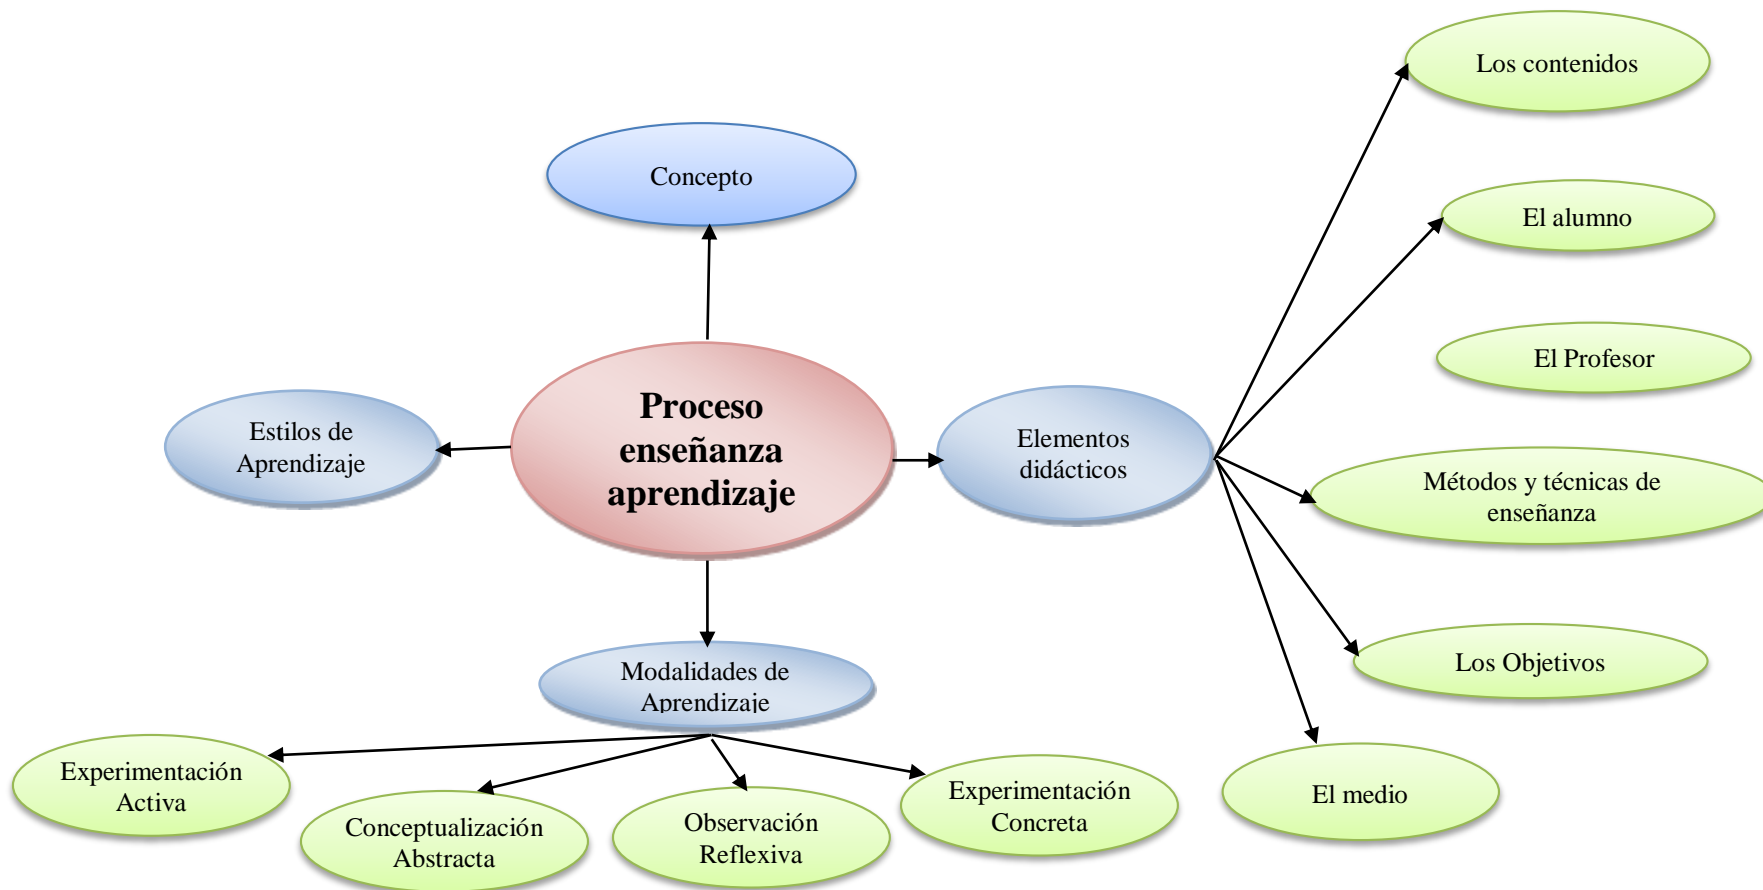 Los contenidos
Concepto
El alumno
El Profesor
Proceso
enseñanza
aprendizaje
Estilos de
Aprendizaje
Elementos
didácticos
Métodos y técnicas de
enseñanza
Los Objetivos
Modalidades de
Aprendizaje
Experimentación
Activa
Conceptualización
Abstracta
Observación
Reflexiva
Experimentación
Concreta
El medio